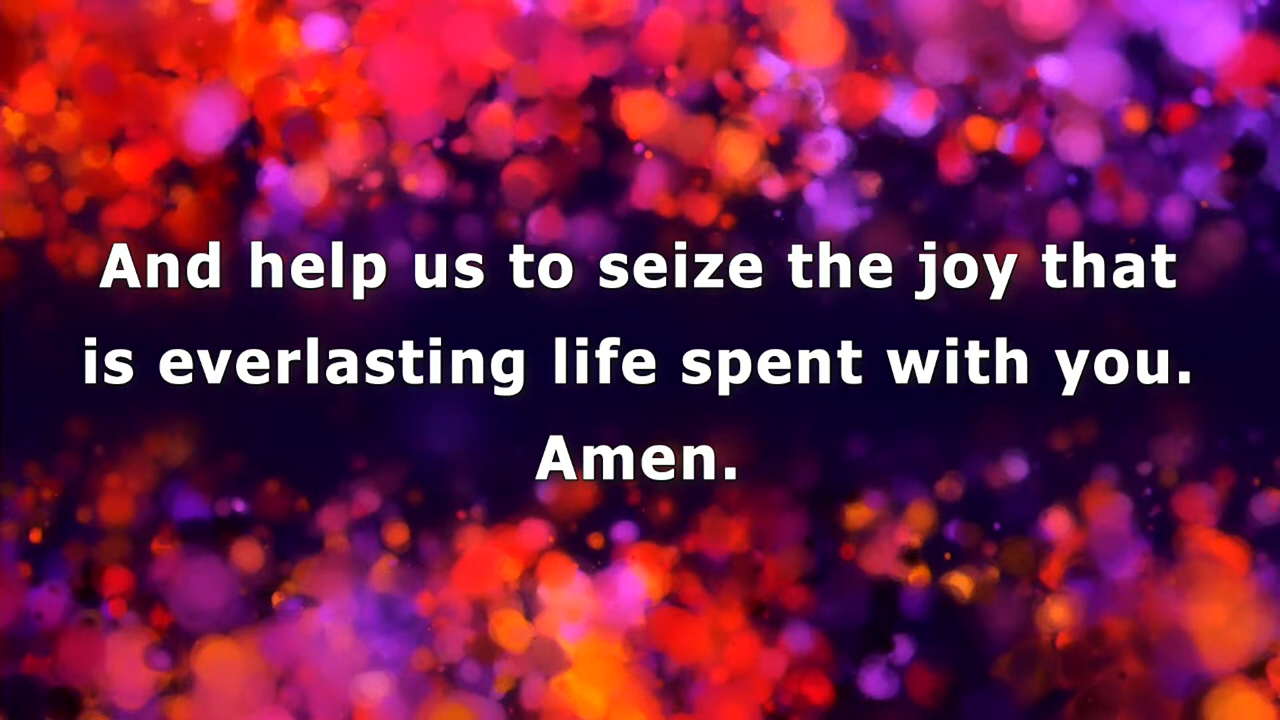 And help us to seize the joy that
is everlasting life spent with you.
Amen.